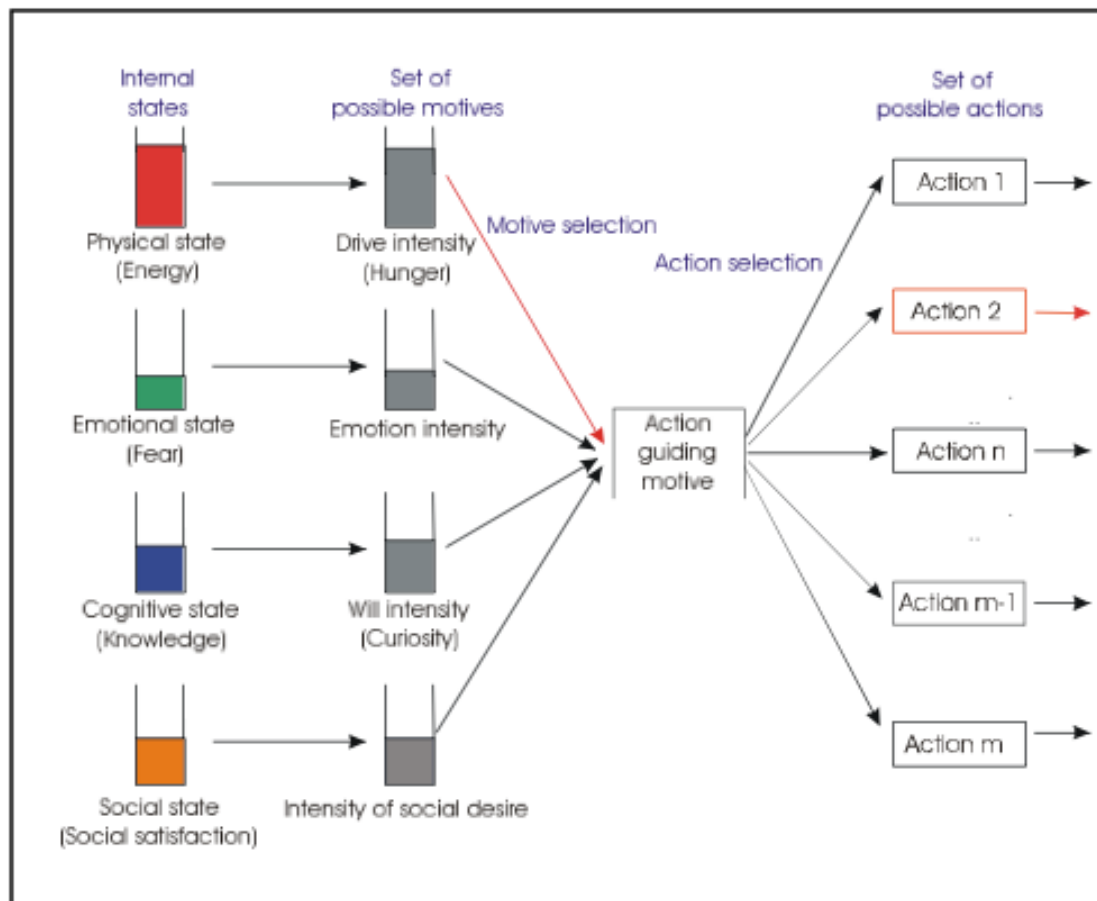 Internal
states
Set of
possible motives
Set of
possible actions
Physical state
(Energy)
Drive intensity
(Hunger)
Motive selection
Action selection
Action 1
Action 2
Emotional state
(Fear)
Emotion intensity
Action
guiding
motive
Action n
Cognitive state
(Knowledge)
Will intensity
(Curiosity)
Action m-1
Action m
Social state
(Social satisfaction)
Intensity of social desire